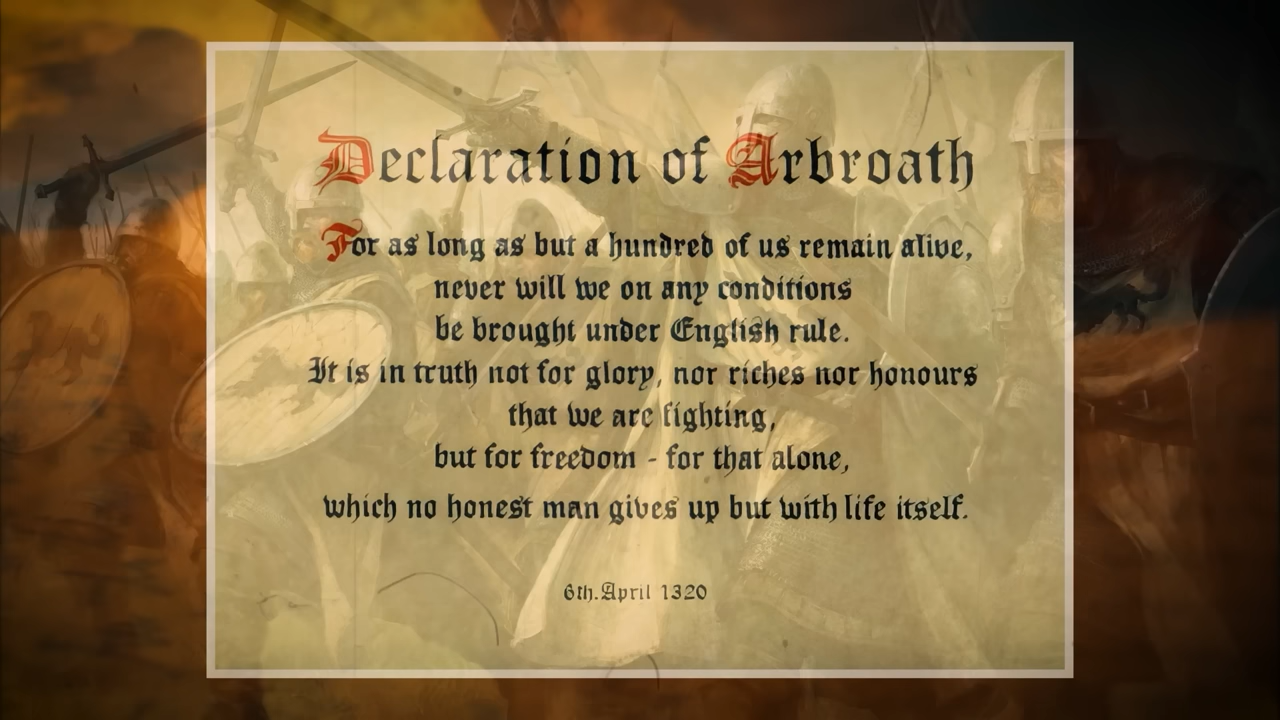 Declaration of Arbroath
For as long as but a hundred of us remain alive,
never will we on any conditions
be brought under English rule.
It is in truth not for glory, nor riches nor honours
that we are fighting,
but for freedom - for that alone,
which no honest man gives up but with life itself.
6th.April 1320